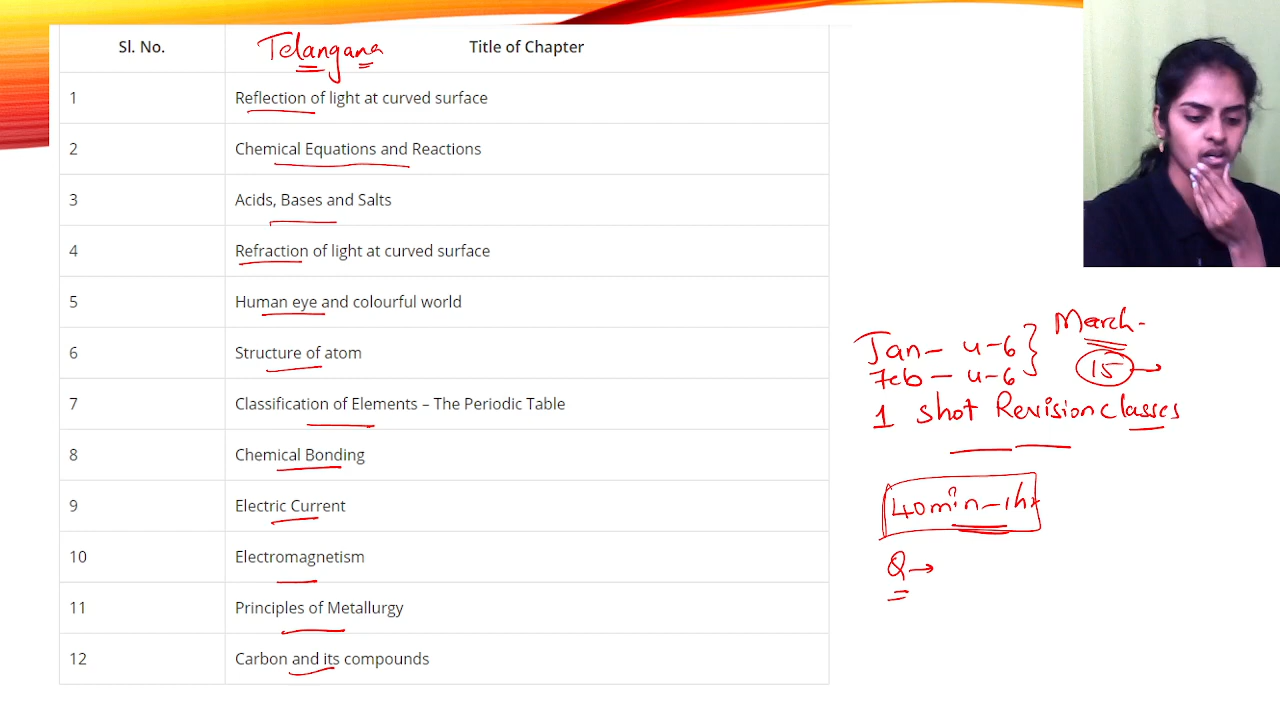 Sl. No. Telangana Title of Chapter
1 Reflection of light at curved surface
2 Chemical Equations and Reactions
3 Acids, Bases and Salts
4 Refraction of light at curved surface
5 Human eye and colourful world
6 Structure of atom
7 Classification of Elements – The Periodic Table
8 Chemical Bonding
9 Electric Current
10 Electromagnetism
11 Principles of Metallurgy
12 Carbon and its compounds
March-
Jan- 4-6
15
Feb - 4-6
1 shot Revision classes
40min-1hr
Q→